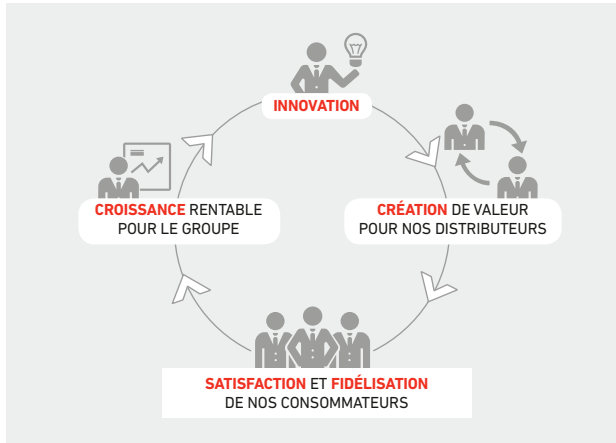 INNOVATION
CROISSANCE RENTABLE
POUR LE GROUPE
CRÉATION DE VALEUR
POUR NOS DISTRIBUTEURS
SATISFACTION ET FIDÉLISATION
DE NOS CONSOMMATEURS